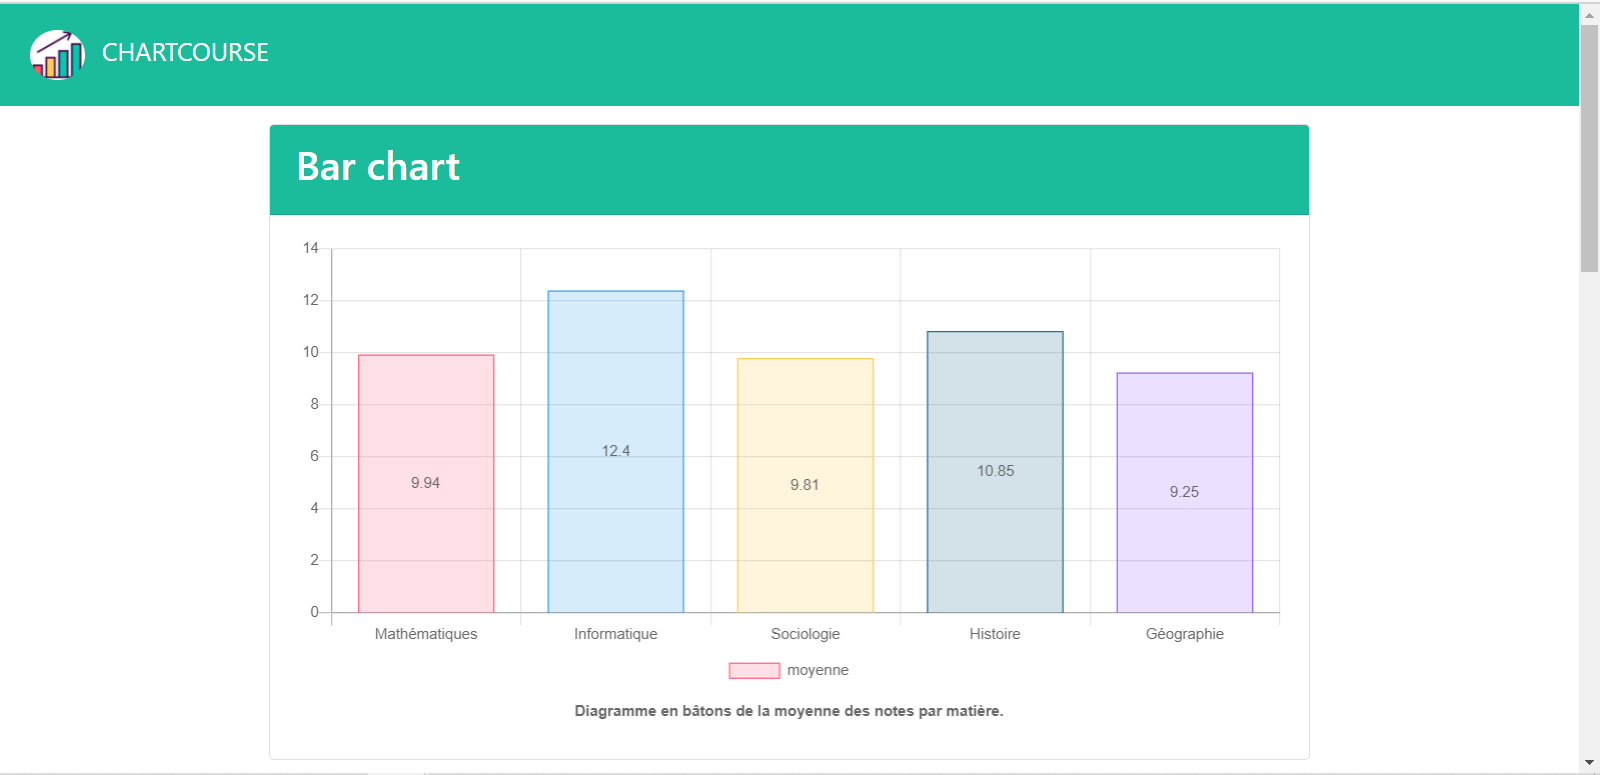 CHARTCOURSE
Bar chart
14
12
10
8
6
4
2
0
9.94
12.4
9.81
10.85
9.25
Mathématiques Informatique Sociologie Histoire Géographie
moyenne
Diagramme en bâtons de la moyenne des notes par matière.